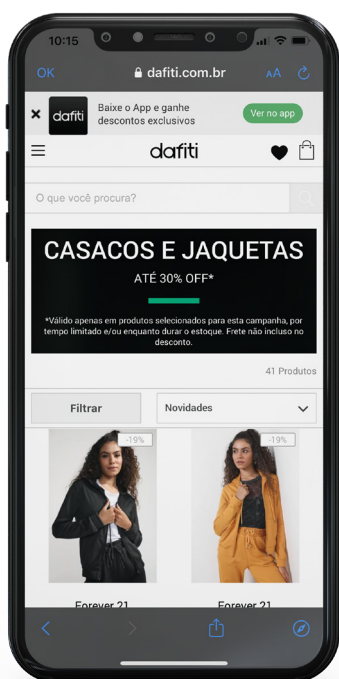 10:15
OK
dafiti.com.br
AA
dafiti
Baixe o App e ganhe
descontos exclusivos
Ver no app
dafiti
O que você procura?
CASACOS E JAQUETAS
ATÉ 30% OFF*
*Válido apenas em produtos selecionados para esta campanha, por
tempo limitado e/ou enquanto durar o estoque. Frete não incluso no
desconto.
41 Produtos
Filtrar
Novidades
-19%
-19%
Forever 21
Forever 21